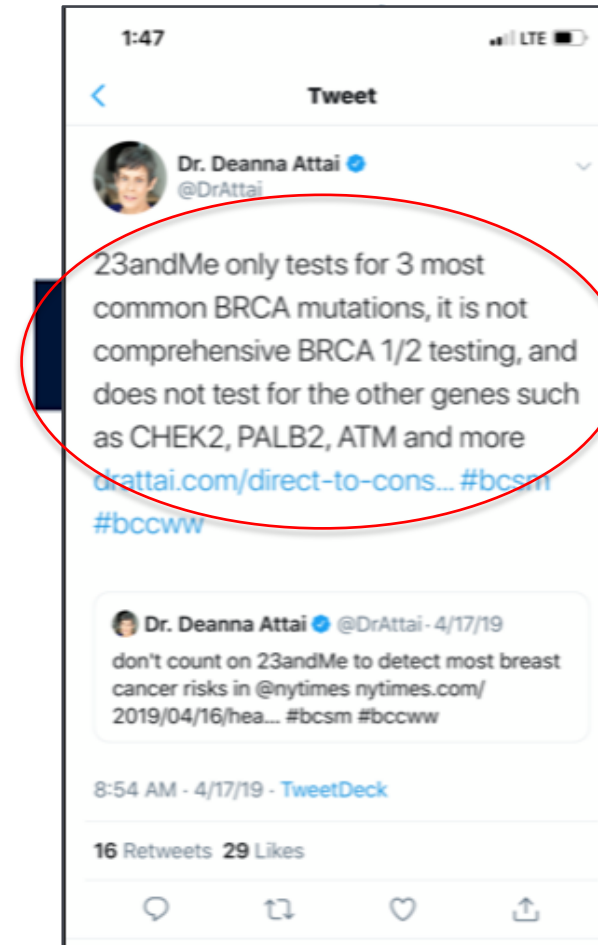 1:47
LTE
Tweet
Dr. Deanna Attai
@DrAttai
23andMe only tests for 3 most
common BRCA mutations, it is not
comprehensive BRCA 1/2 testing, and
does not test for the other genes such
as CHEK2, PALB2, ATM and more
drattai.com/direct-to-cons... #bcsm
#bccww
Dr. Deanna Attai @DrAttai · 4/17/19
don't count on 23andMe to detect most breast
cancer risks in @nytimes nytimes.com/
2019/04/16/hea... #bcsm #bccww
8:54 AM · 4/17/19 · TweetDeck
16 Retweets 29 Likes